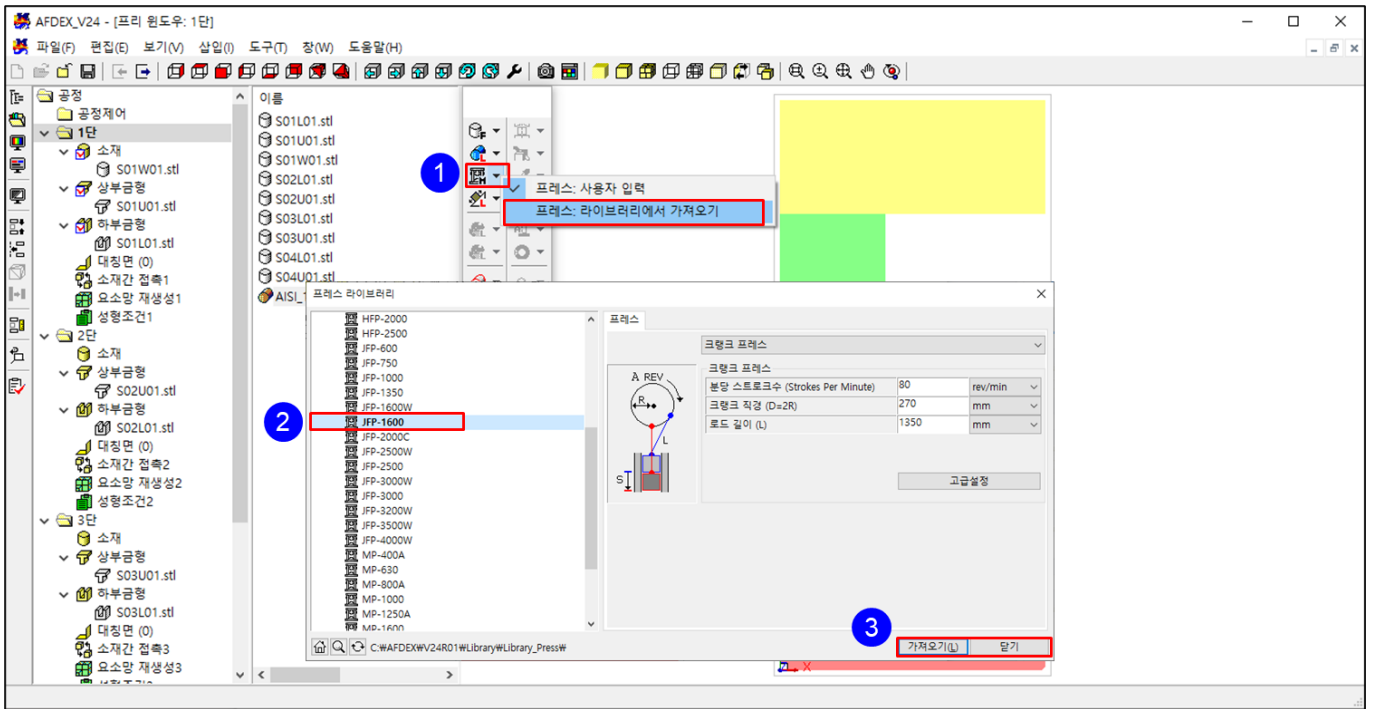 AFDEX_V24 - [프리 윈도우: 1단]
파일(F) 편집(E) 보기(V) 삽입(I) 도구(T) 창(W) 도움말(H)
공정
공정제어
1단
소재
S01W01.stl
상부금형
S01U01.stl
하부금형
S01L01.stl
대칭면 (0)
소재간 접촉1
요소망 재생성1
성형조건1
2단
소재
상부금형
S02U01.stl
하부금형
S02L01.stl
대칭면 (0)
소재간 접촉2
요소망 재생성2
성형조건2
3단
소재
상부금형
S03U01.stl
하부금형
S03L01.stl
대칭면 (0)
소재간 접촉3
요소망 재생성3
이름
S01L01.stl
S01U01.stl
S01W01.stl
S02L01.stl
S02U01.stl
S03L01.stl
S03U01.stl
S04L01.stl
S04U01.stl
AISI_
1
프레스: 사용자 입력
프레스: 라이브러리에서 가져오기
프레스 라이브러리
HFP-2000
HFP-2500
JFP-600
JFP-750
JFP-1000
JFP-1350
JFP-1600W
2
JFP-1600
JFP-2000C
JFP-2500W
JFP-2500
JFP-3000W
JFP-3000
JFP-3200W
JFP-3500W
JFP-4000W
MP-400A
MP-630
MP-800A
MP-1000
MP-1250A
MP-1600
C:₩AFDEX₩V24R01₩Library₩Library_Press₩
프레스
크랭크 프레스
크랭크 프레스
분당 스트로크수 (Strokes Per Minute) 80 rev/min
크랭크 직경 (D=2R) 270 mm
로드 길이 (L) 1350 mm
A REV
R
L
S
고급설정
3
가져오기(L) 닫기
X